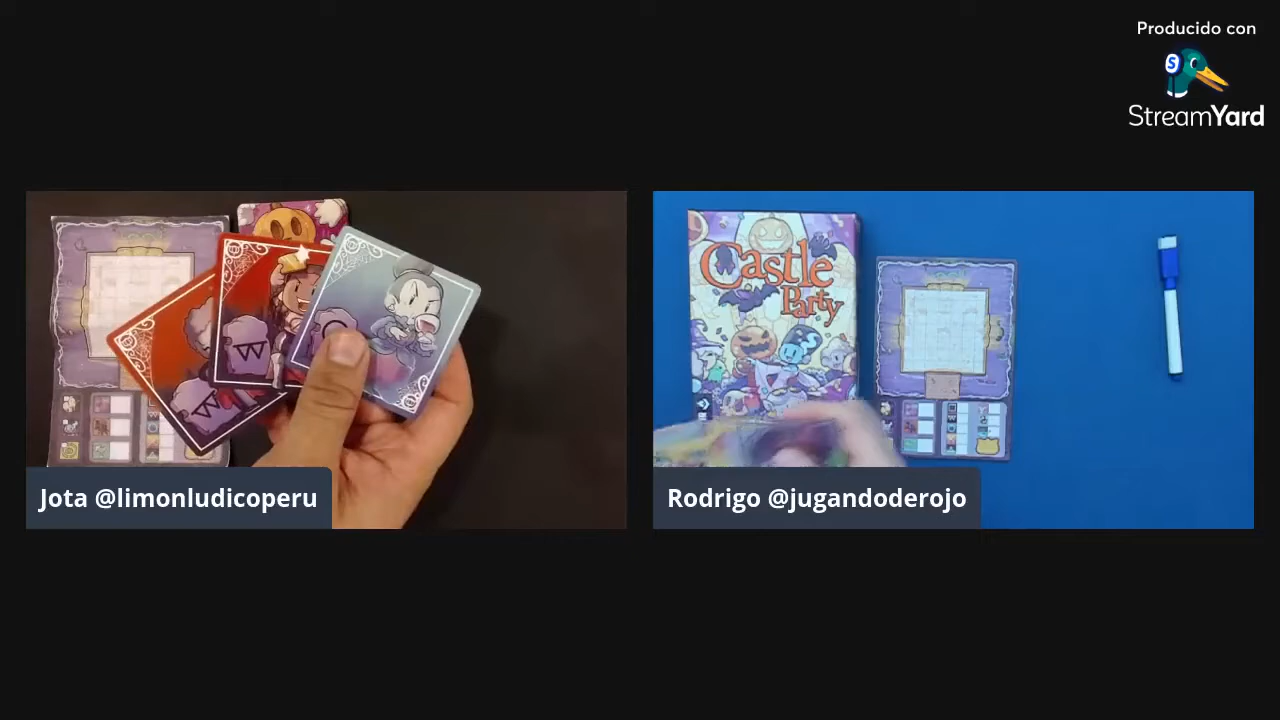 Producido con
S
StreamYard
W
W
Castle
Party
Jota @limonludicoperu
Rodrigo @jugandoderojo